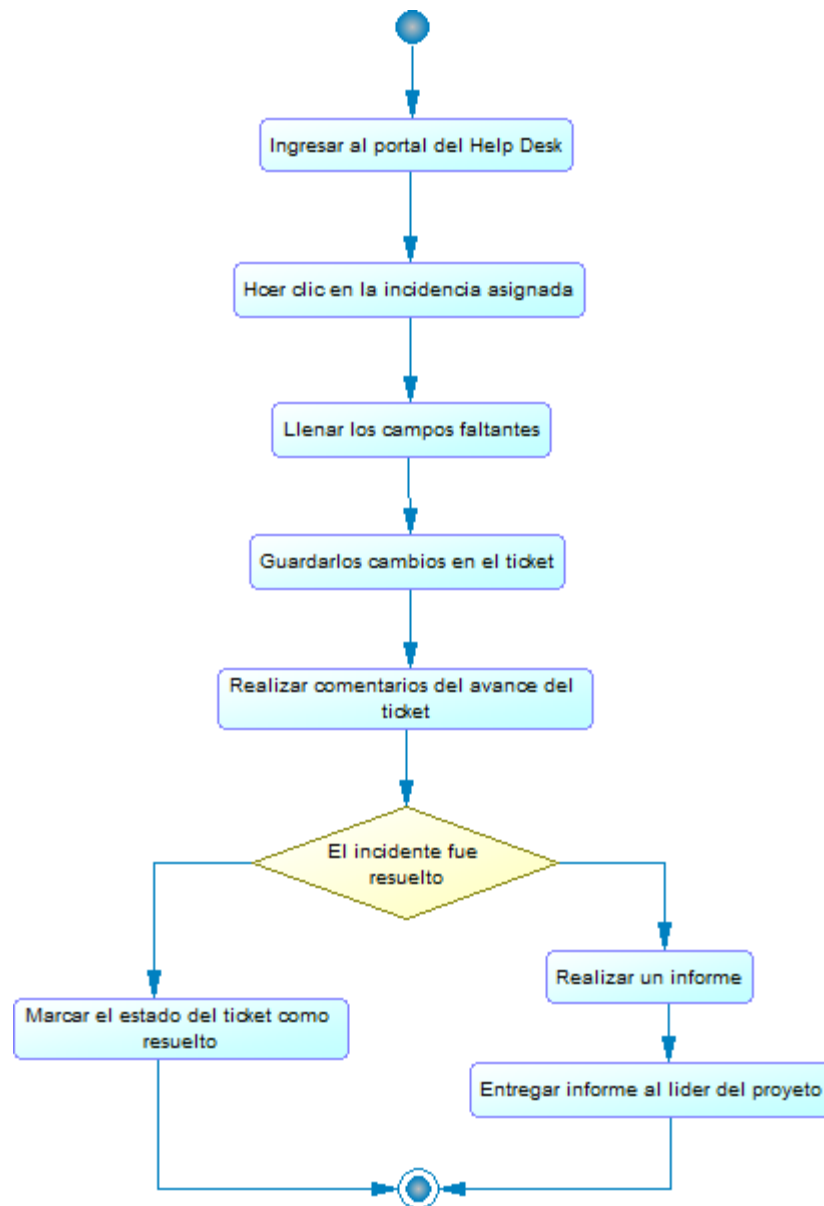 Ingresar al portal del Help Desk
Hcer clic en la incidencia asignada
Llenar los campos faltantes
Guardarlos cambios en el ticket
Realizar comentarios del avance del
ticket
El incidente fue
resuelto
Realizar un informe
Marcar el estado del ticket como
resuelto
Entregar informe al lider del proyeto